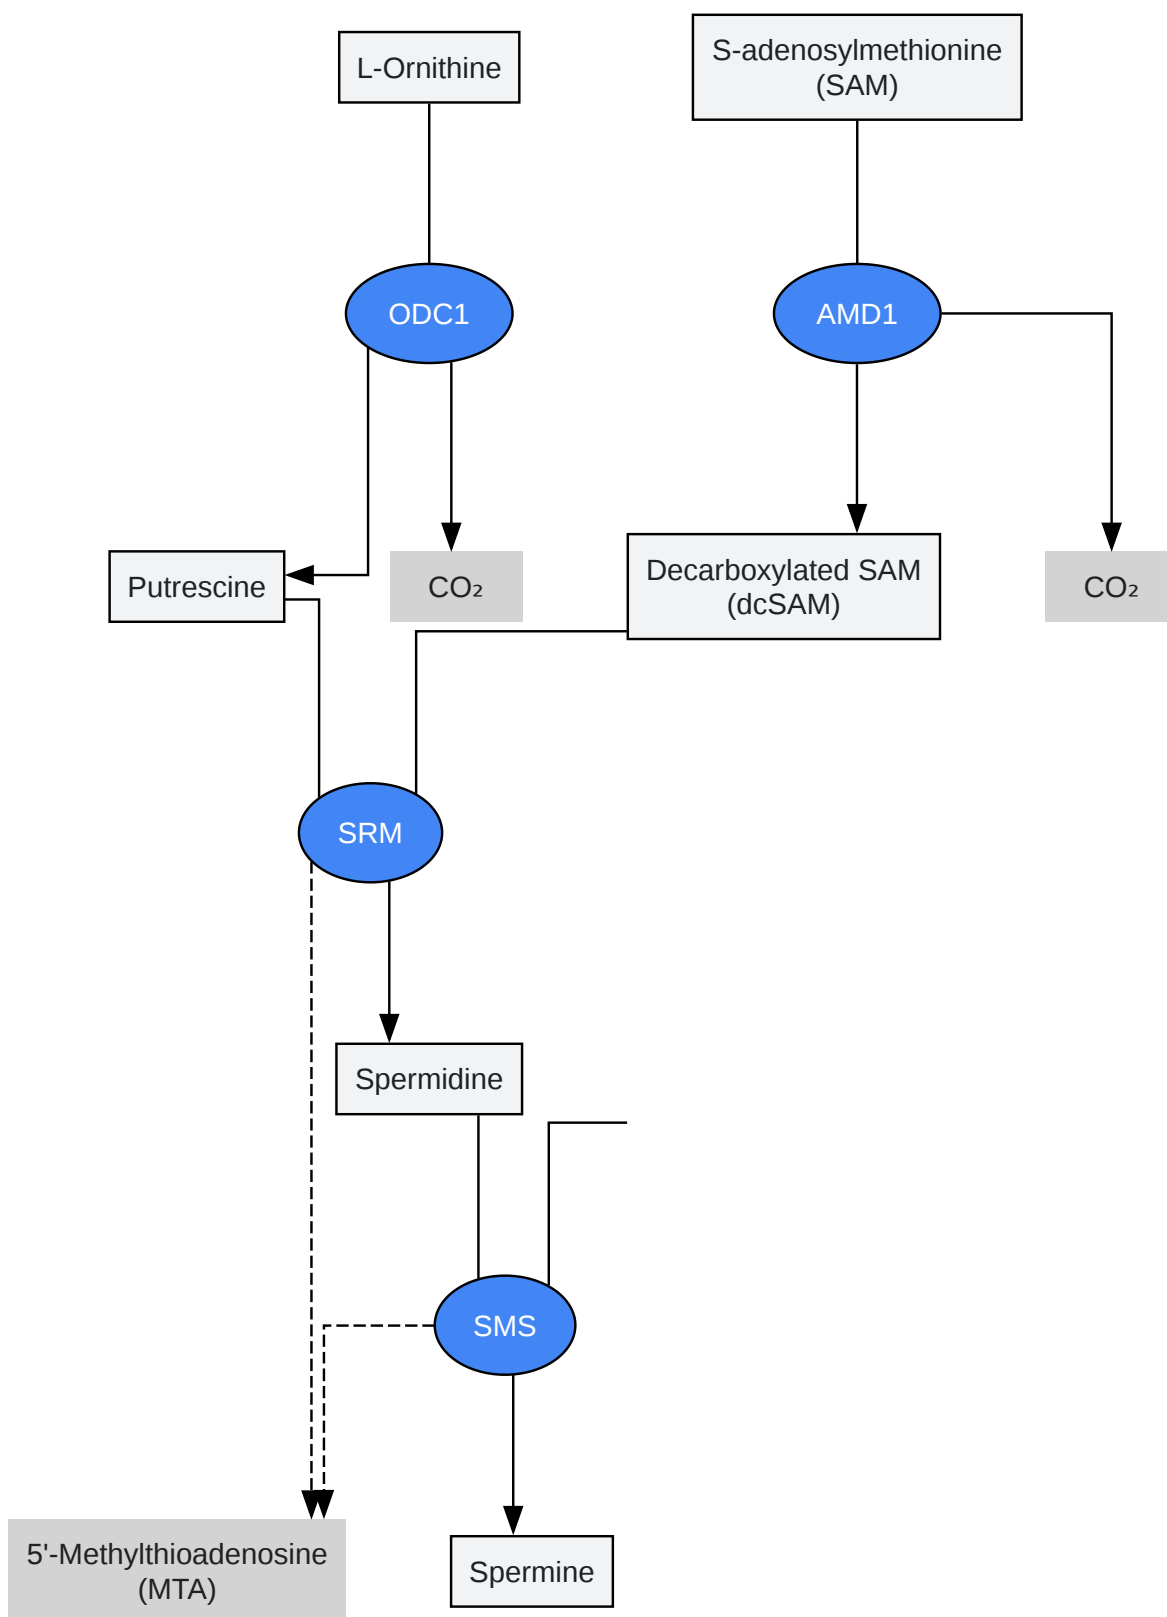 L-Ornithine
S-adenosylmethionine
(SAM)
ODC1
AMD1
Putrescine
CO₂
Decarboxylated SAM
(dcSAM)
CO₂
SRM
Spermidine
SMS
5'-Methylthioadenosine
(MTA)
Spermine